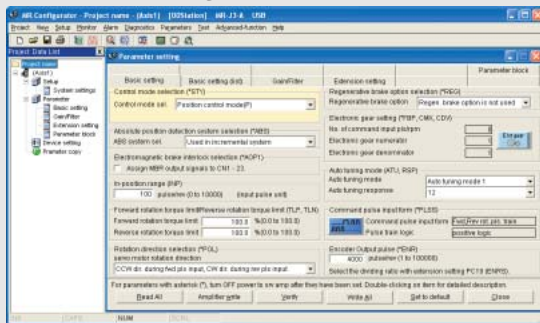 MR Configurator - Project name - (Axis1) [00Station] MR-J3-A USB
Project New Setup Monitor Alarm Diagnostics Parameters Test Advanced-function Help
Project Data List
Project name
(Axis1)
Setup
System settings
Parameter
Basic setting
Gain/Filter
Extension setting
Parameter block
Device setting
Parameter copy
Parameter setting
Parameter block
Basic setting
Basic setting (list)
Gain/Filter
Extension setting
Control mode selection (*STY)
Control mode sel. Position control mode(P)
Absolute position detection system selection (*ABS)
ABS system sel. Used in incremental system
Electromagnetic brake interlock selection (*AOP1)
Assign MBR output signals to CN1 - 23.
In-position range (INP)
100 pulse/rev (0 to 10000) (input pulse unit)
Forward rotation torque limit/Reverse rotation torque limit (TLP, TLN)
Forward rotation torque limit 100.0 %(0.0 to 100.0)
Reverse rotation torque limit 100.0 %(0.0 to 100.0)
Rotation direction selection (*POL)
servo motor rotation direction
CCW dir. during fwd pls input, CW dir. during rev pls input
Regenerative brake option selection (*REG)
Regenerative brake option Regen. brake option is not used
Electronic gear setting (*FBP, CMX, CDV)
No. of command input pls/rpm
Electronic gear numerator
Electronic gear denominator
Auto tuning mode (ATU, RSP)
Auto tuning mode Auto tuning mode 1
Auto tuning response 12
Command pulse input form (*PLSS)
Command pulse input form Fwd,Rev rot. pls. train
Pulse train logic positive logic
Encoder Output pulse (*ENR)
4000 pulse/rev (1 to 100000)
Select the dividing ratio with extension setting PC19 (ENRS).
For parameters with asterisk (*), turn OFF power to sv amp after they have been set. Double-clicking on item for detailed description.
Read All
Amplifier write
Verify
Write All
Set to default
Close
NUM